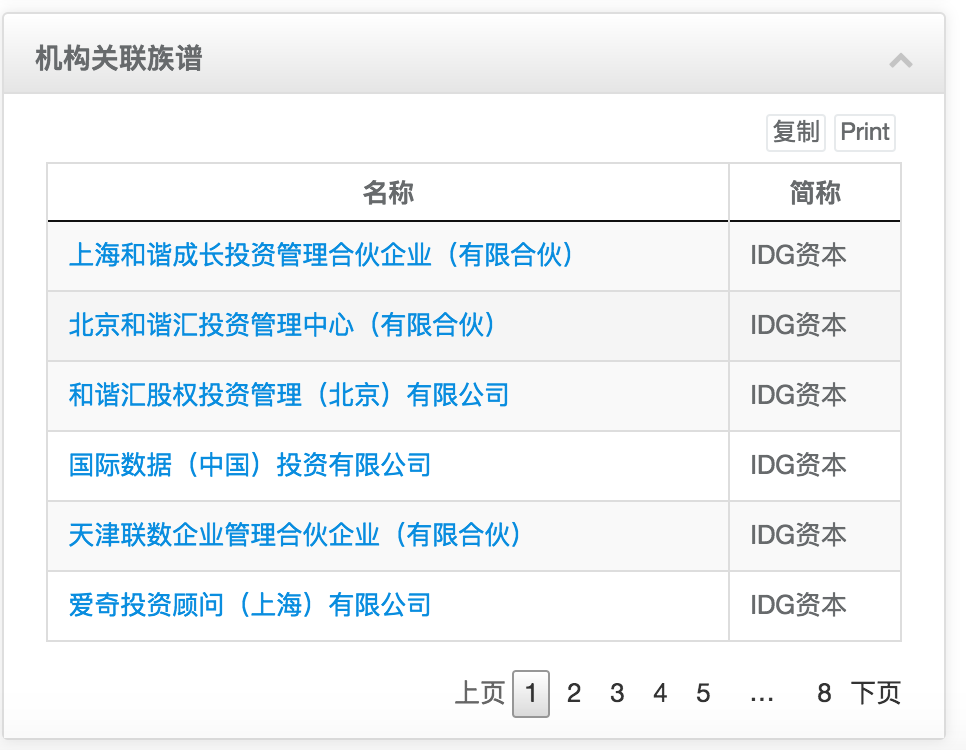 机构关联族谱
复制 Print
名称 简称
上海和谐成长投资管理合伙企业（有限合伙） IDG资本
北京和谐汇投资管理中心（有限合伙） IDG资本
和谐汇股权投资管理（北京）有限公司 IDG资本
国际数据（中国）投资有限公司 IDG资本
天津联数企业管理合伙企业（有限合伙） IDG资本
爱奇投资顾问（上海）有限公司 IDG资本
上页 1 2 3 4 5 … 8 下页